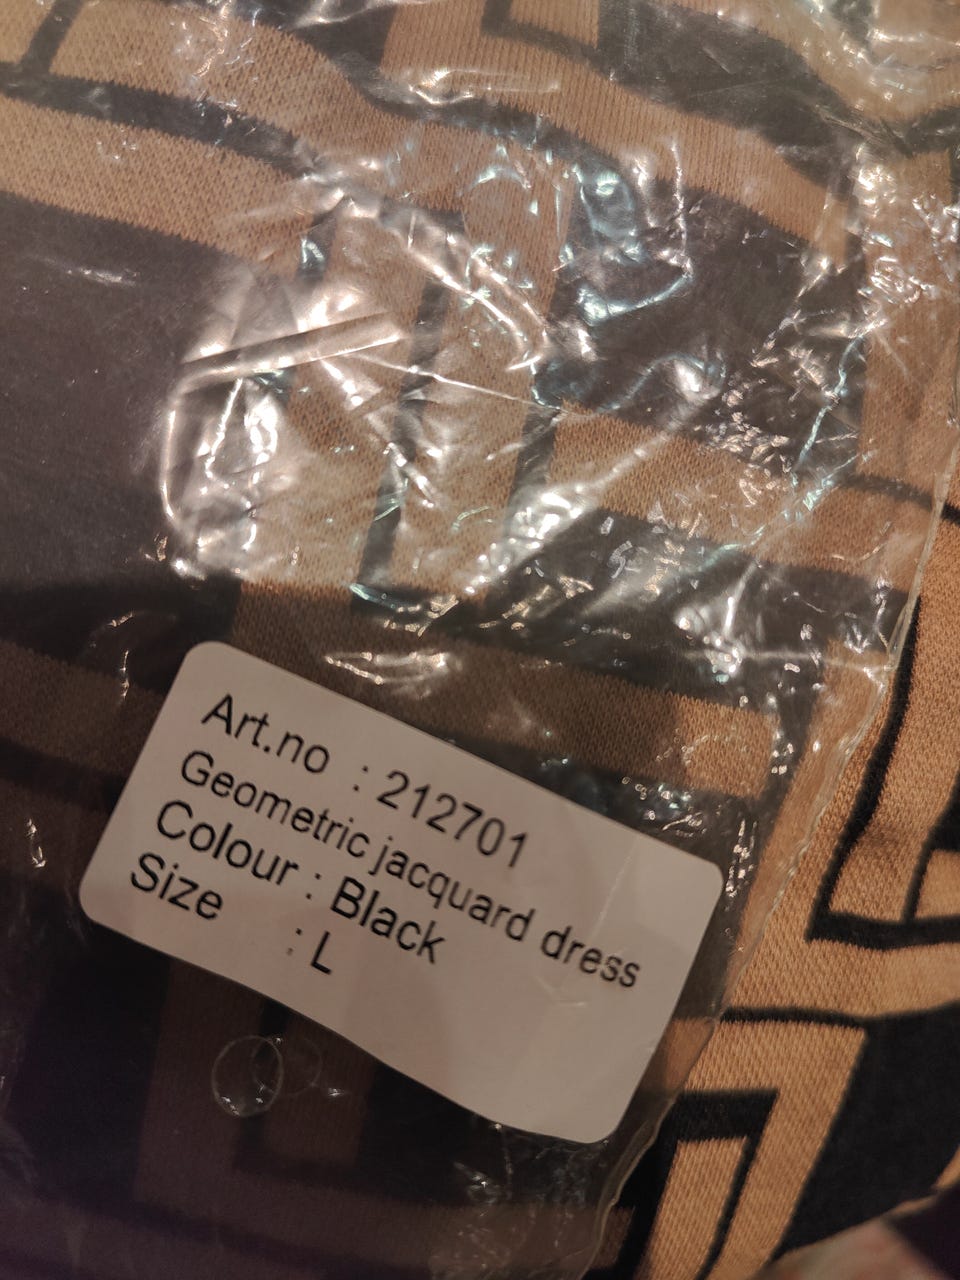 Art.no : 212701
Geometric jacquard dress
Colour : Black
Size : L